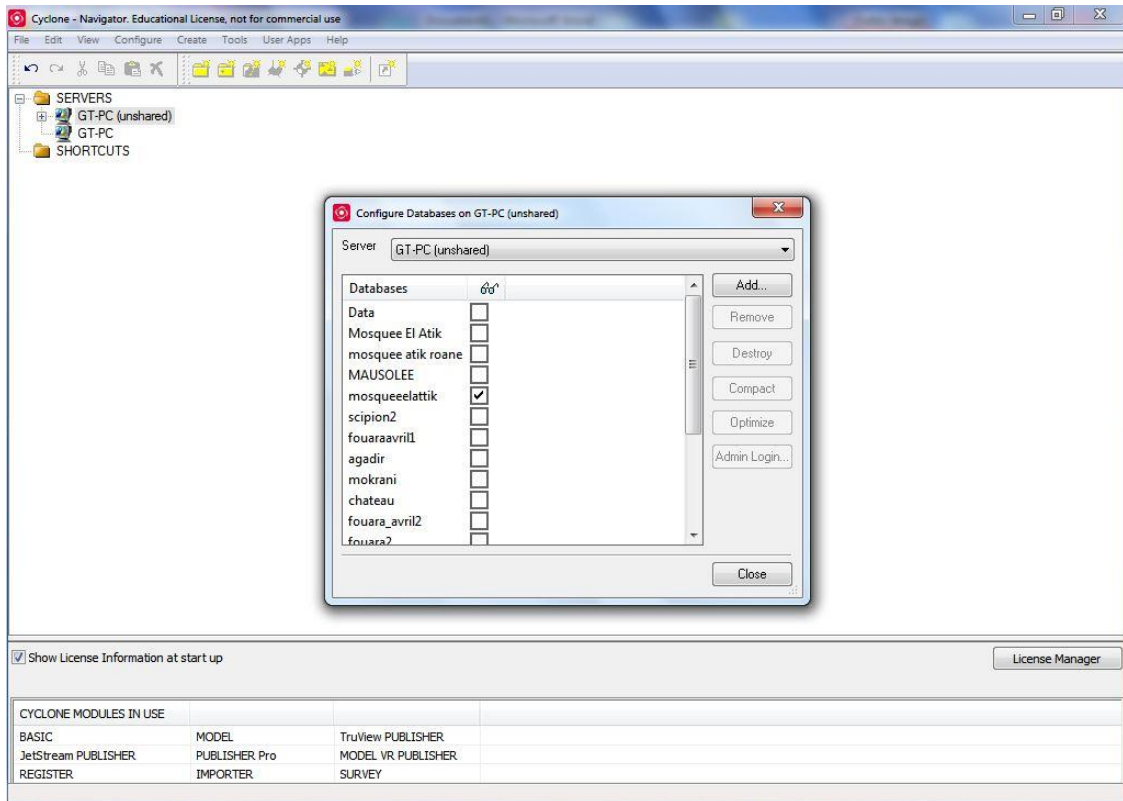 Cyclone - Navigator. Educational License, not for commercial use
File Edit View Configure Create Tools User Apps Help
SERVERS
GT-PC (unshared)
GT-PC
SHORTCUTS
Configure Databases on GT-PC (unshared)
Server GT-PC (unshared)
Databases
Add...
Data
Remove
Mosquee El Atik
mosquee atik roane
Destroy
MAUSOLEE
mosqueeelattik
Compact
scipion2
Optimize
fouaraavril1
agadir
Admin Login...
mokrani
chateau
fouara_avril2
fouara2
Close
Show License Information at start up
License Manager
CYCLONE MODULES IN USE
BASIC MODEL TruView PUBLISHER
JetStream PUBLISHER PUBLISHER Pro MODEL VR PUBLISHER
REGISTER IMPORTER SURVEY